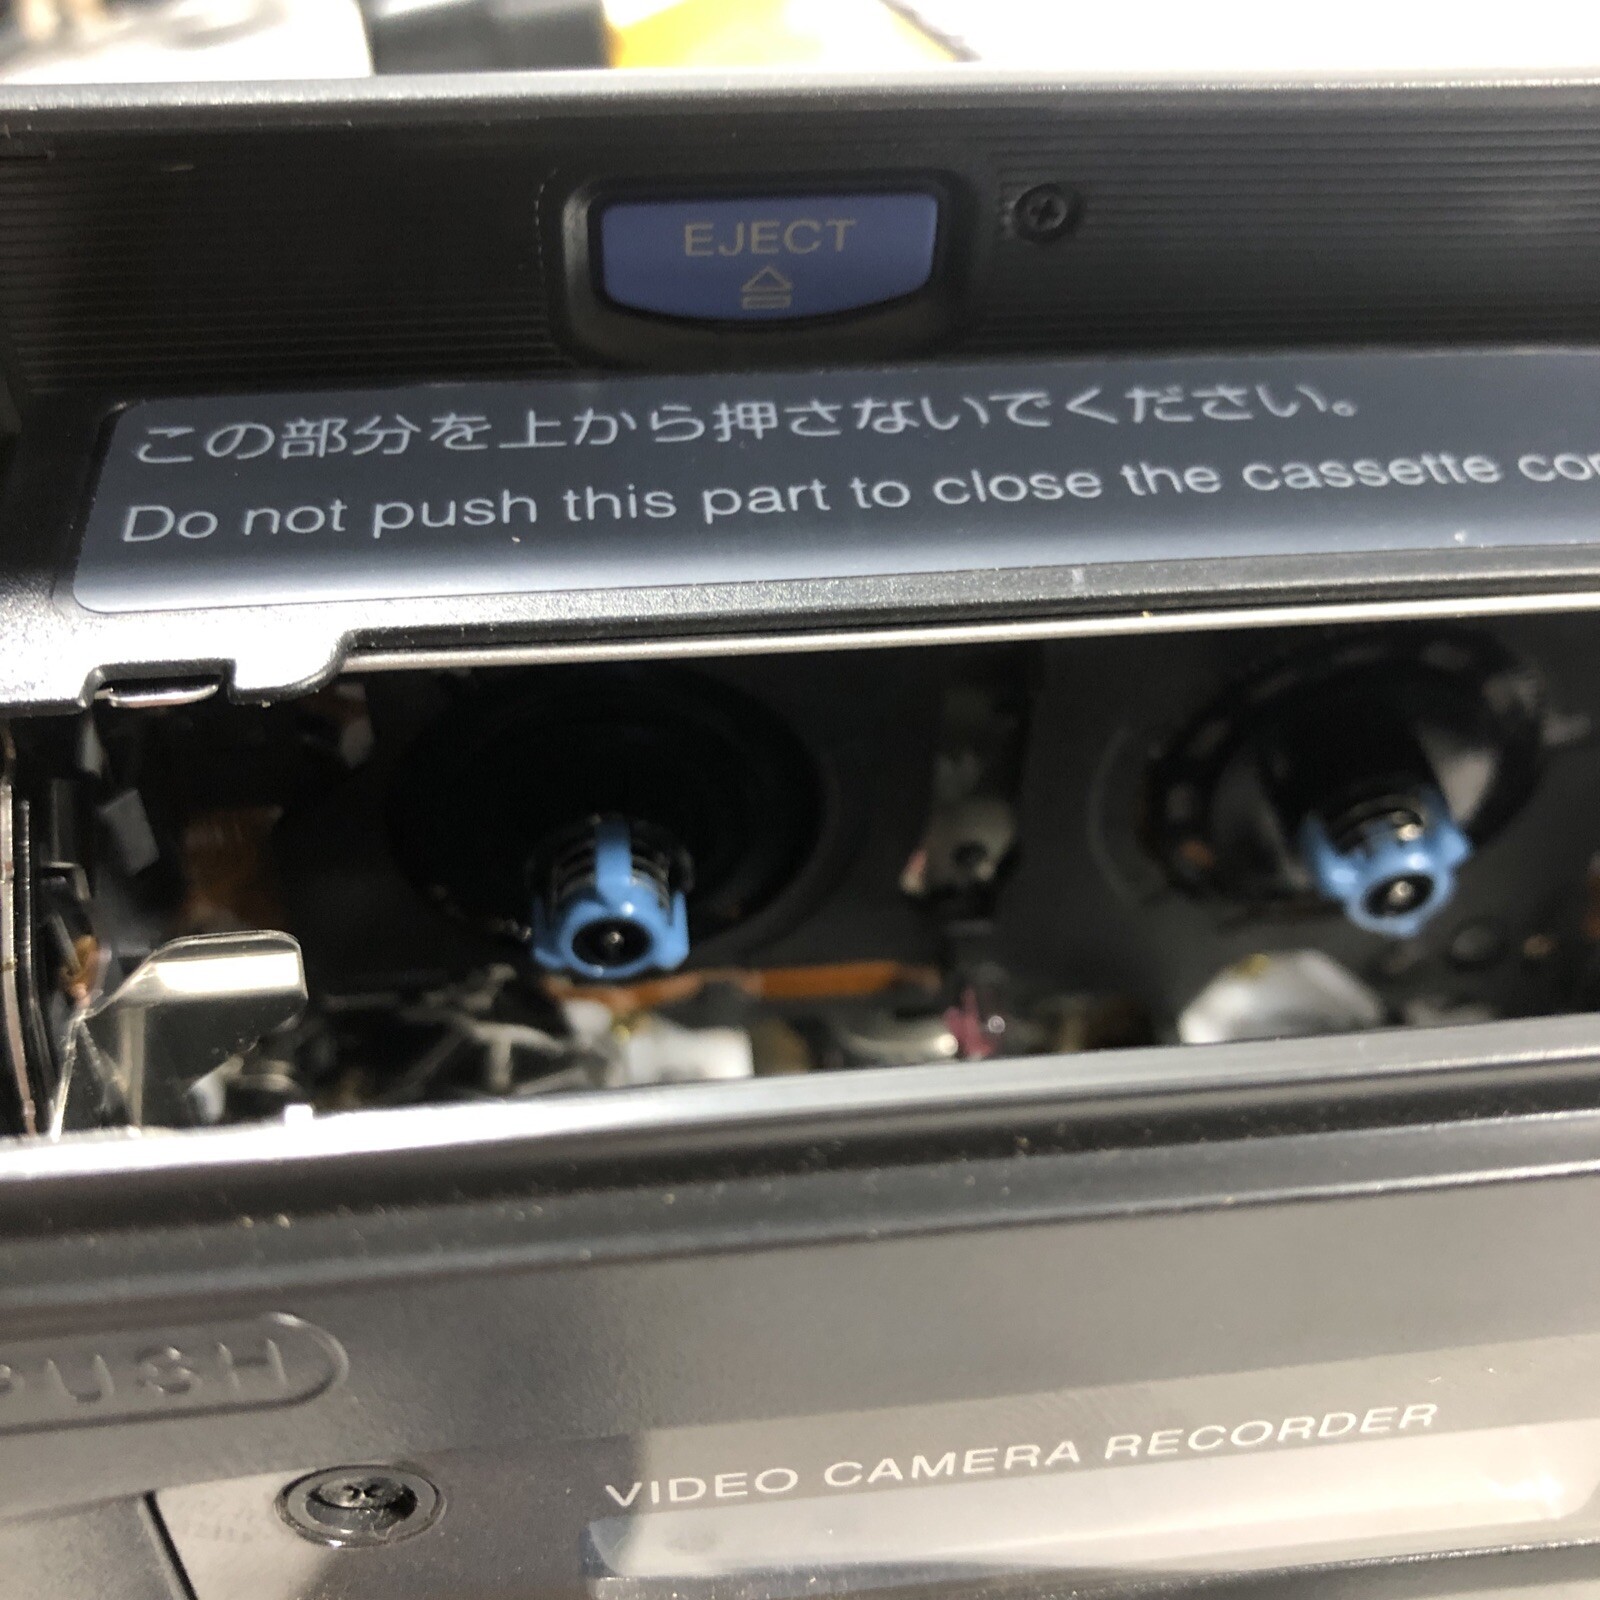 EJECT
この部分を上から押さないでください。
Do not push this part to close the cassette
PUSH
VIDEO CAMERA RECORDER